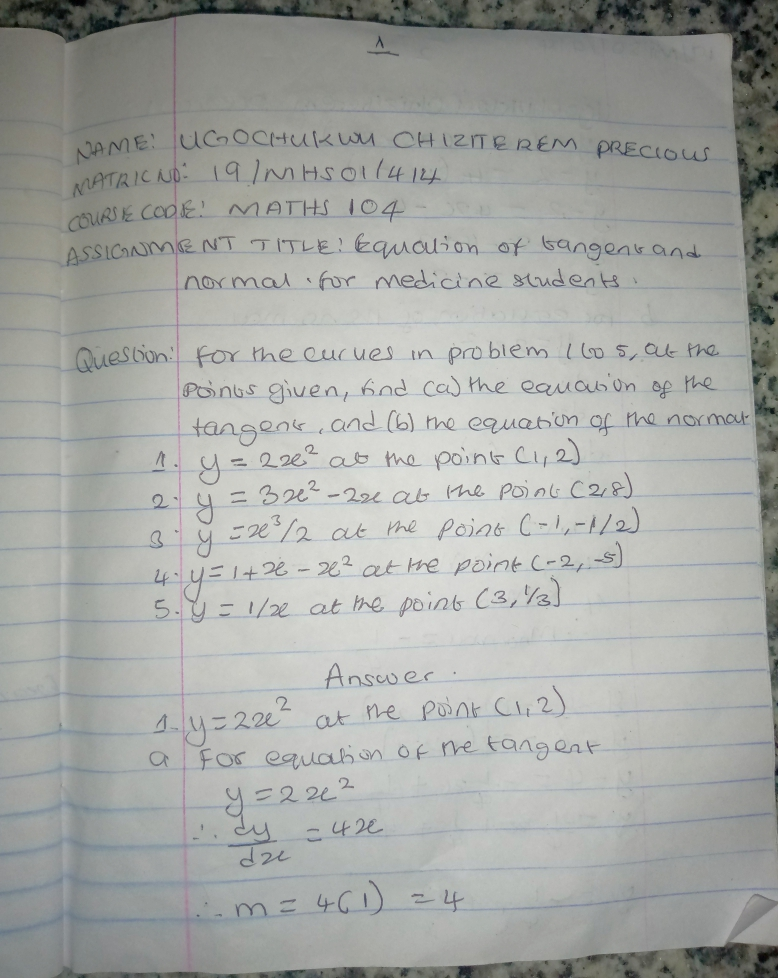 1
NAME: UGOCHUKWU CHIZITEREM PRECIOUS
MATRIC NO: 19/MHS01/414
COURSE CODE: MATHS 104
ASSIGNMENT TITLE: Equation of tangent and
normal for medicine students.
Question: For the curves in problem 1 to 5, at the
points given, find (a) the equation of the
tangent, and (b) the equation of the normal
1. y = 2x² at the point (1,2)
2. y = 3x² - 2x at the point (2,8)
3. y = x³/2 at the point (-1,-1/2)
4. y = 1+x - x² at the point (-2, -5)
5. y = 1/x at the point (3, 1/3)
Answer.
1. y = 2x² at the point (1,2)
a For equation of the tangent
y = 2x²
∴ dy/dx = 4x
∴ m = 4(1) = 4